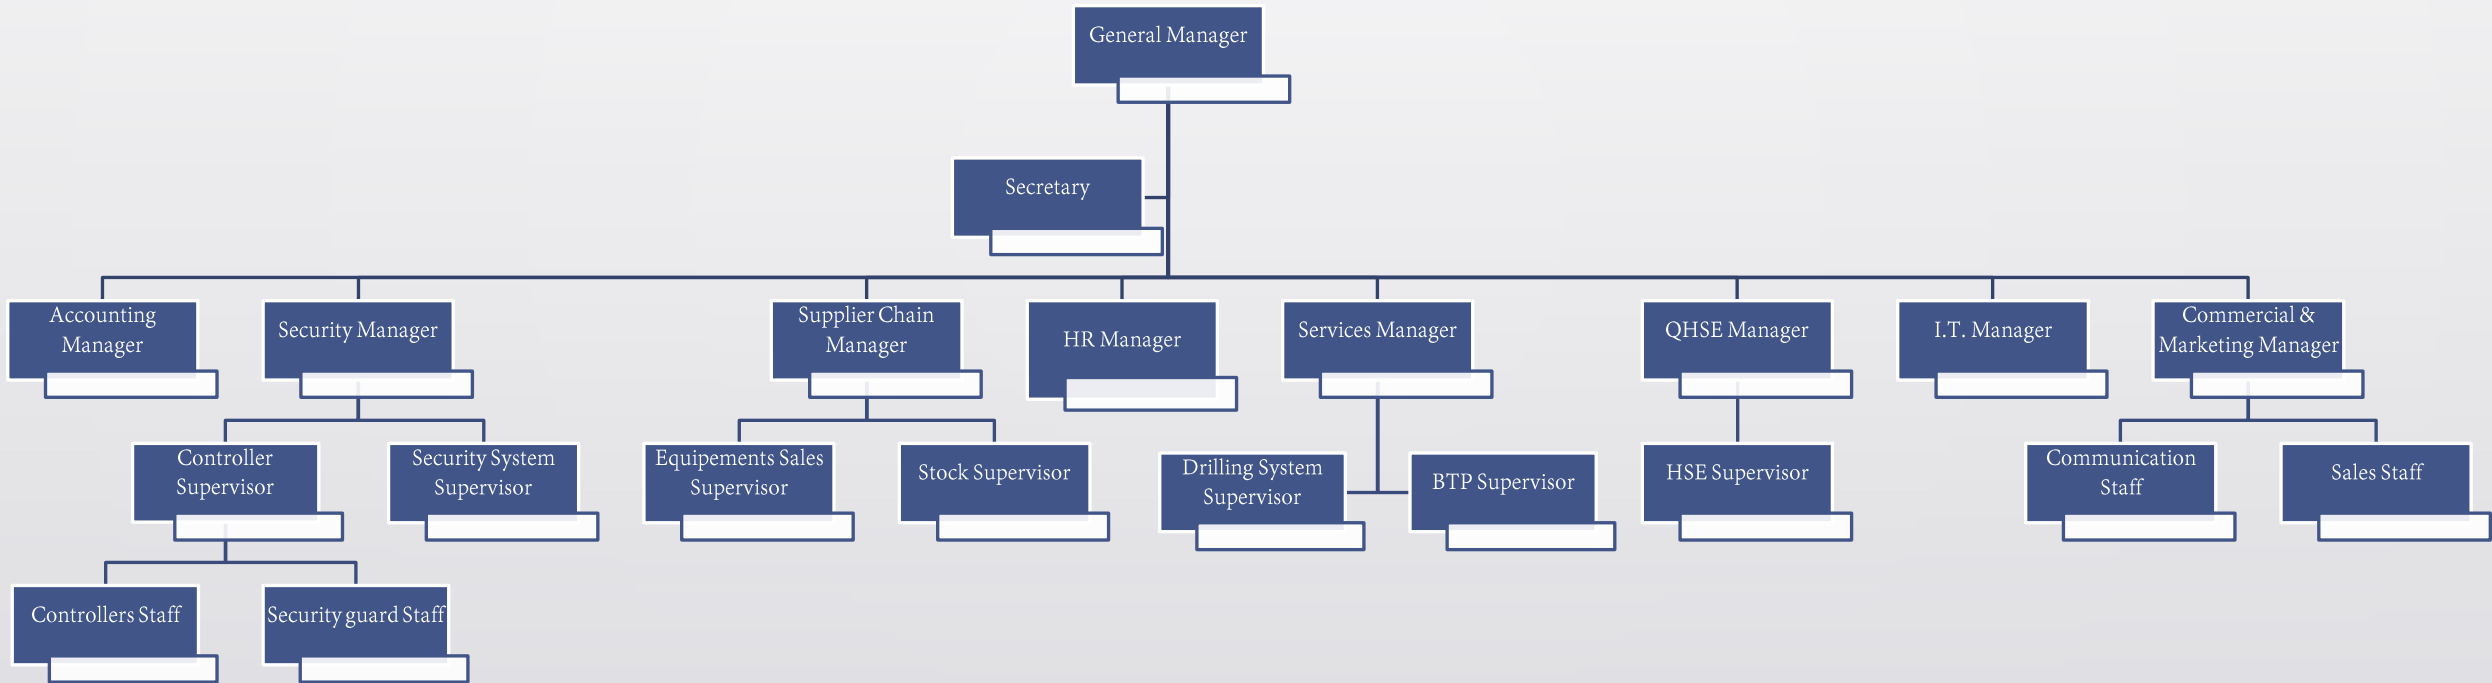 General Manager
Secretary
Accounting
Manager
Security Manager
Supplier Chain
Manager
HR Manager
Services Manager
QHSE Manager
I.T. Manager
Commercial &
Marketing Manager
Controller
Supervisor
Security System
Supervisor
Equipements Sales
Supervisor
Stock Supervisor
Drilling System
Supervisor
BTP Supervisor
HSE Supervisor
Communication
Staff
Sales Staff
Controllers Staff
Security guard Staff